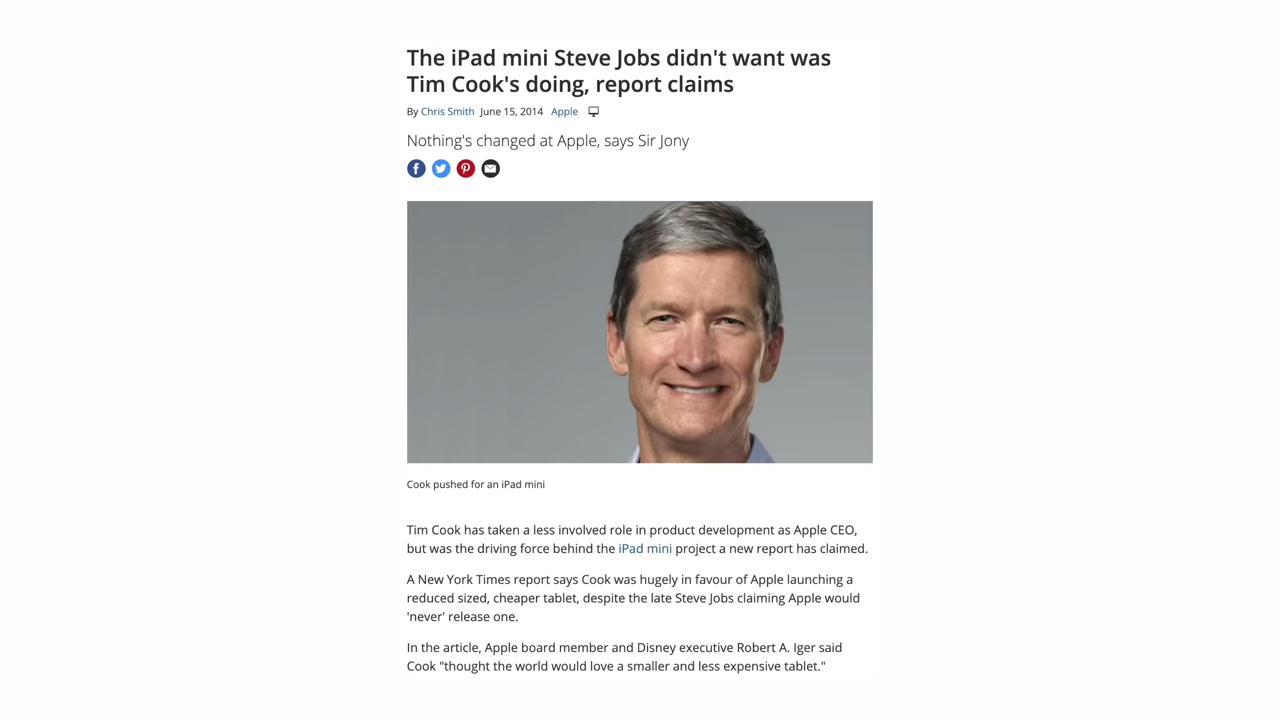 The iPad mini Steve Jobs didn't want was
Tim Cook's doing, report claims
By Chris Smith June 15, 2014 Apple
Nothing's changed at Apple, says Sir Jony
Cook pushed for an iPad mini
Tim Cook has taken a less involved role in product development as Apple CEO,
but was the driving force behind the iPad mini project a new report has claimed.
A New York Times report says Cook was hugely in favour of Apple launching a
reduced sized, cheaper tablet, despite the late Steve Jobs claiming Apple would
'never' release one.
In the article, Apple board member and Disney executive Robert A. Iger said
Cook "thought the world would love a smaller and less expensive tablet."